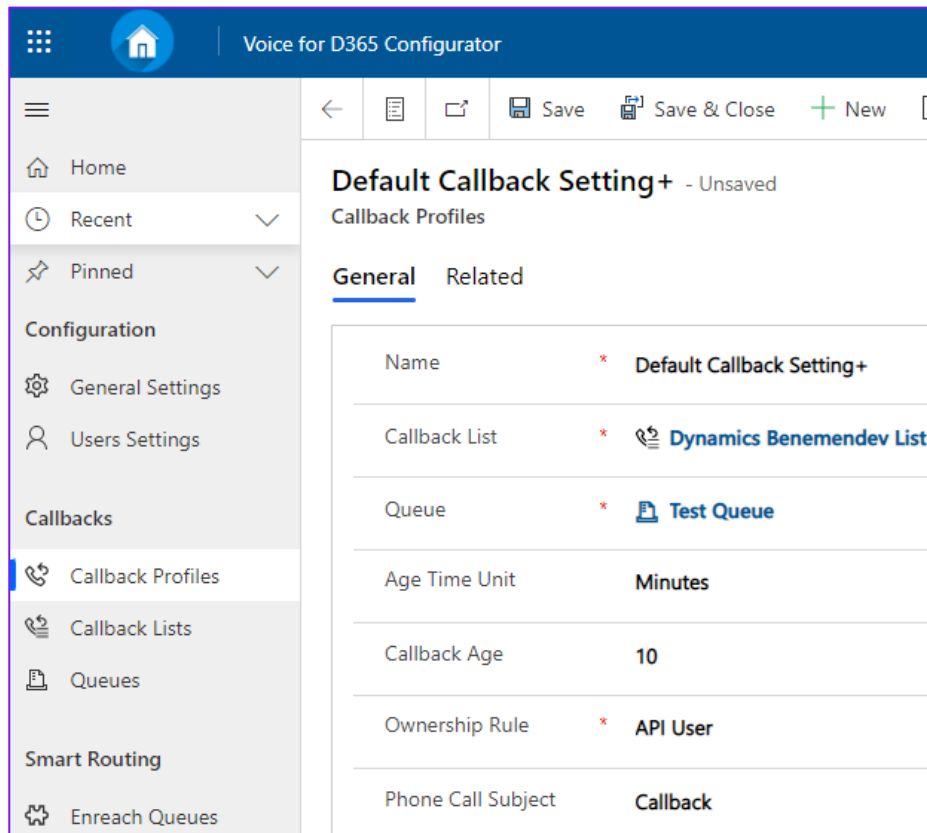 Voice for D365 Configurator
Save
Save & Close
New
Home
Recent
Pinned
Configuration
General Settings
Users Settings
Callbacks
Callback Profiles
Callback Lists
Queues
Smart Routing
Enreach Queues
Default Callback Setting+ - Unsaved
Callback Profiles
General Related
Name * Default Callback Setting+
Callback List * Dynamics Benemendev List
Queue * Test Queue
Age Time Unit Minutes
Callback Age 10
Ownership Rule * API User
Phone Call Subject Callback